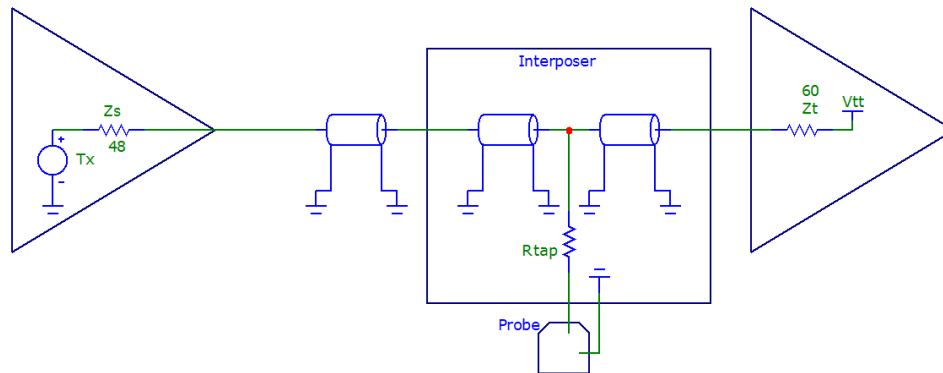 Interposer
60
Zt
Vtt
Zs
48
+
Tx
-
Rtap
Probe